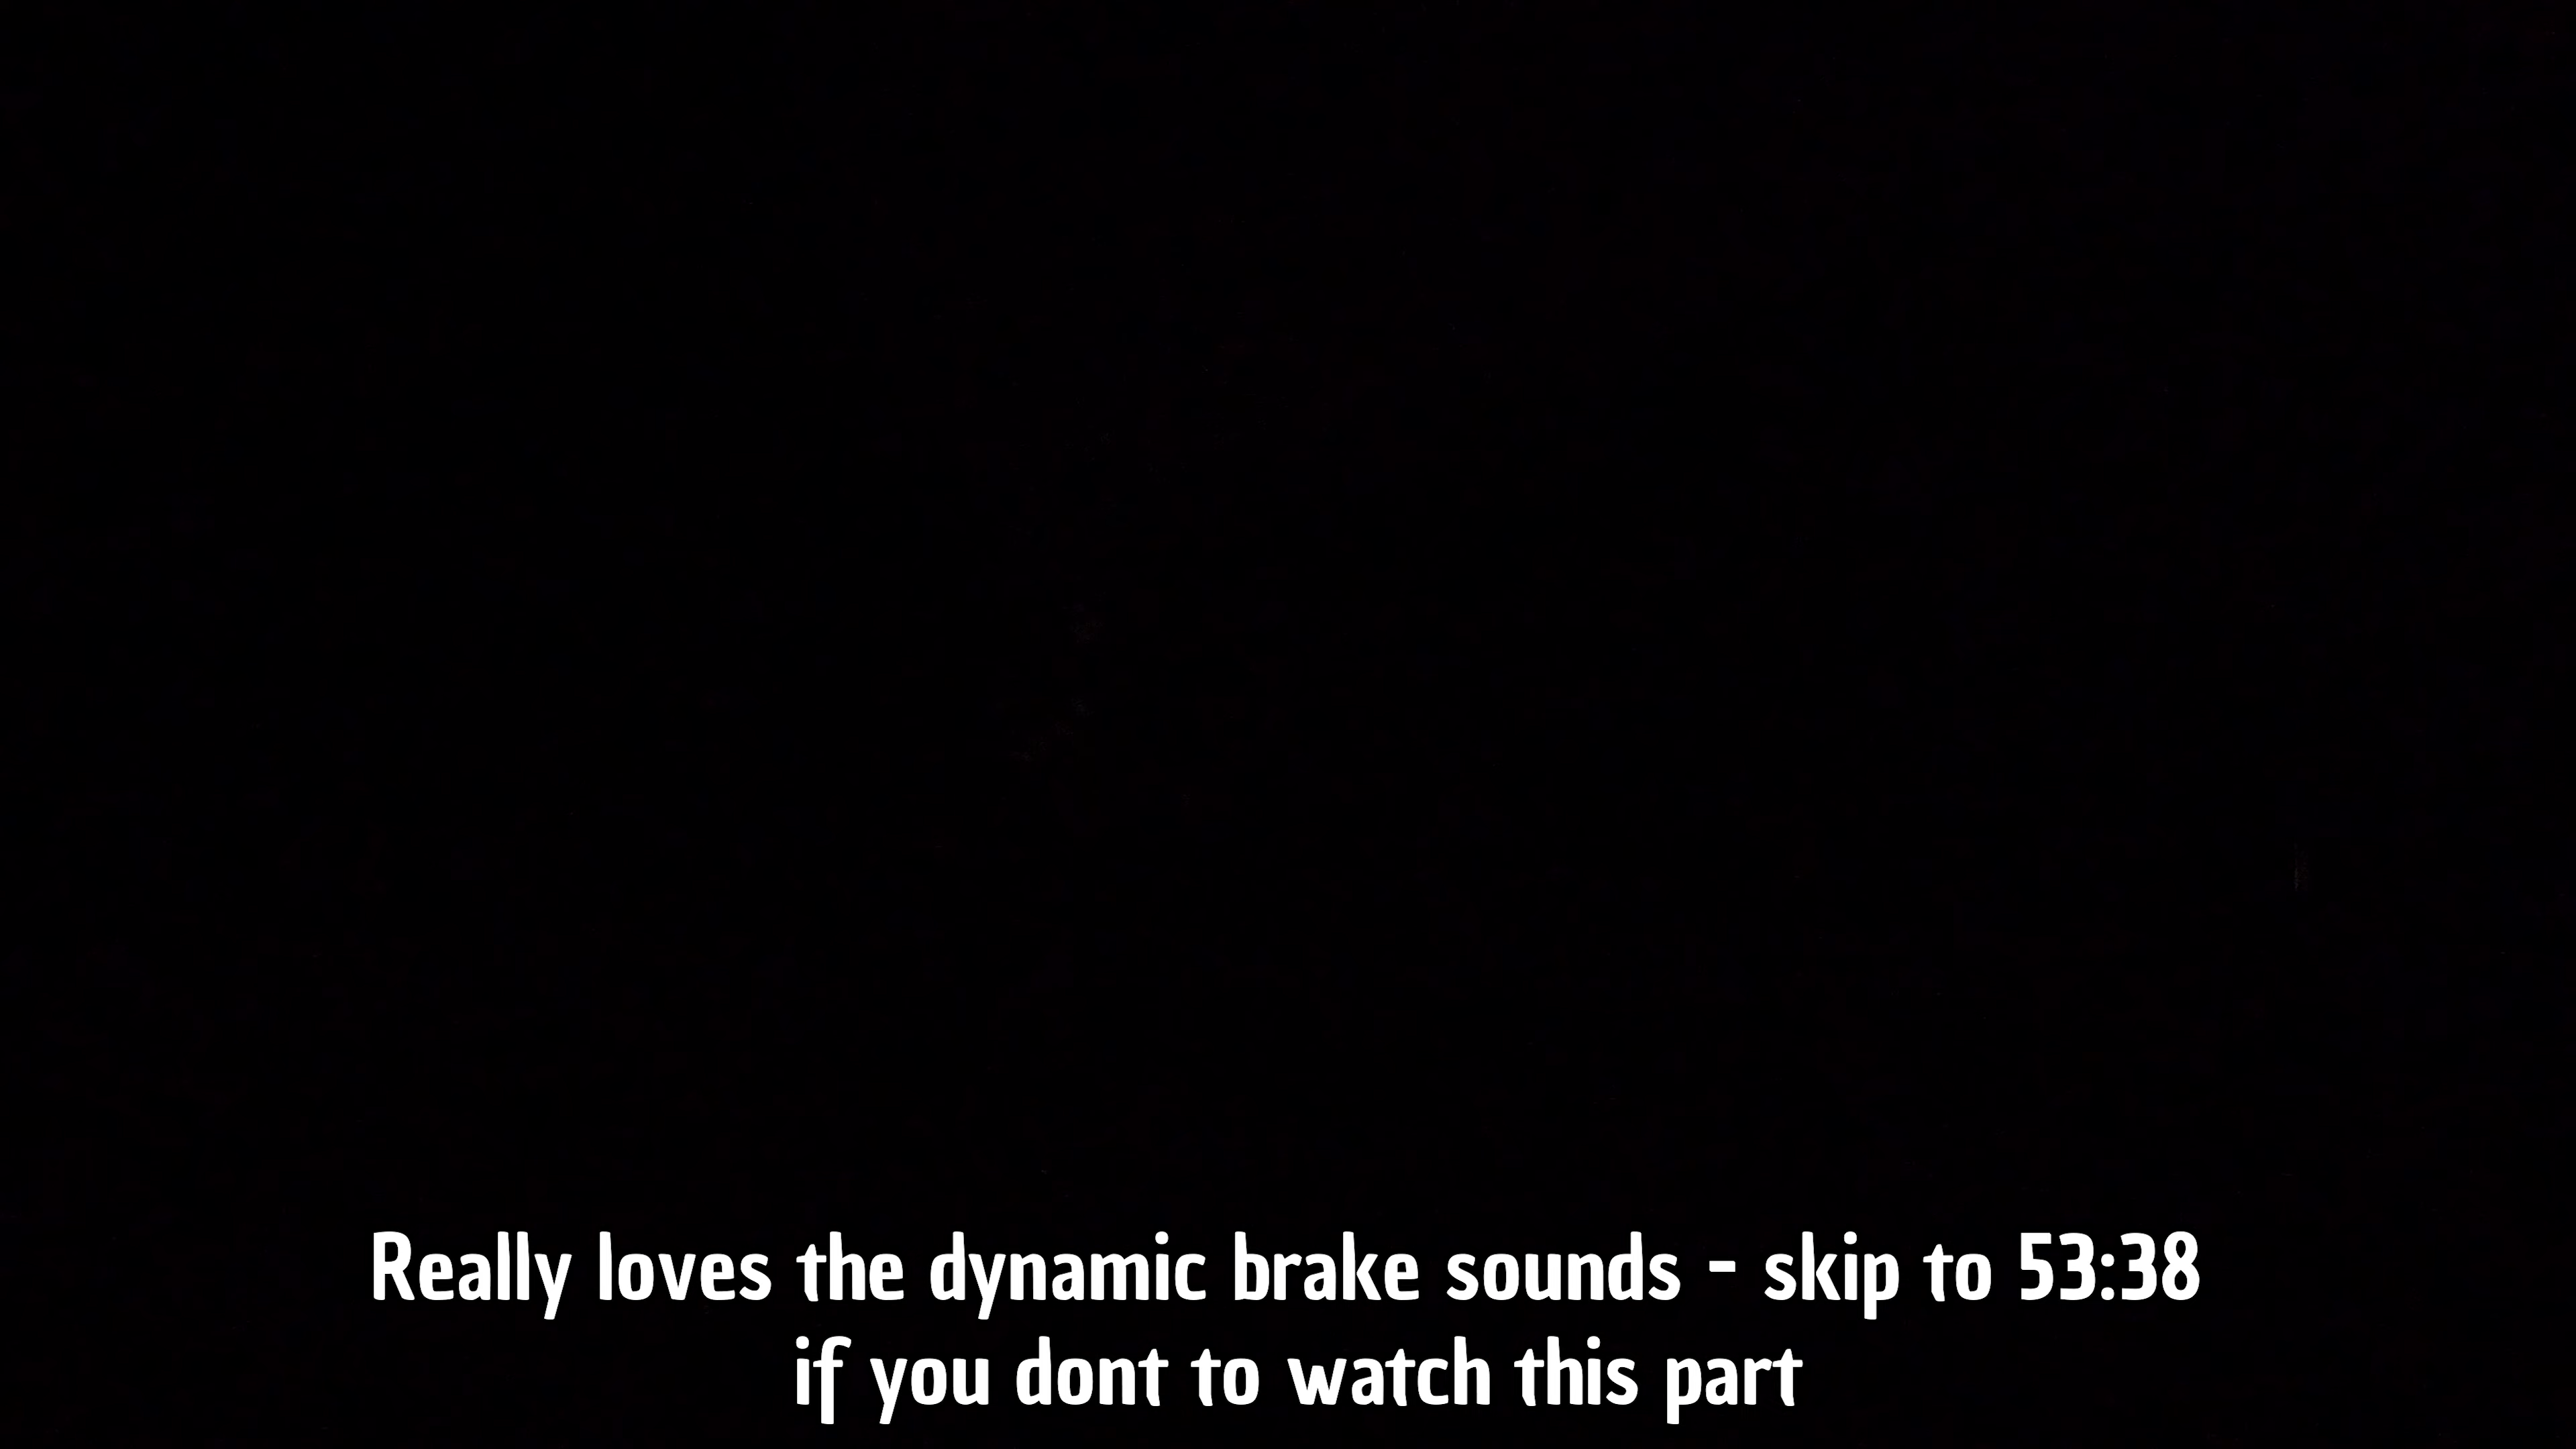 Really loves the dynamic brake sounds - skip to 53:38
if you dont to watch this part